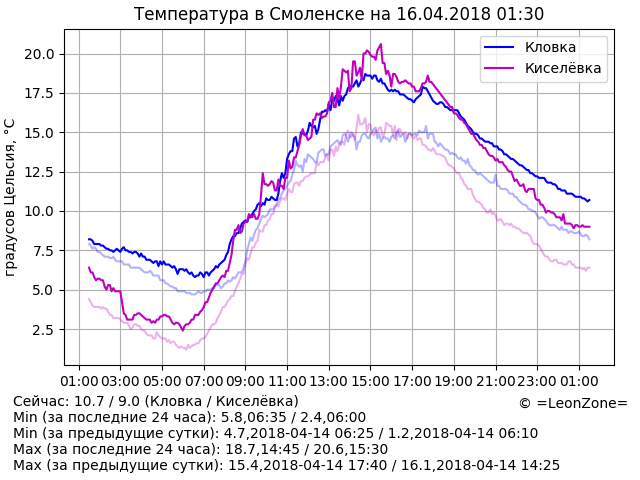 Температура в Смоленске на 16.04.2018 01:30
градусов Цельсия, °C
20.0
17.5
15.0
12.5
10.0
7.5
5.0
2.5
Кловка
Киселёвка
01:00 03:00 05:00 07:00 09:00 11:00 13:00 15:00 17:00 19:00 21:00 23:00 01:00
Сейчас: 10.7 / 9.0 (Кловка / Киселёвка)
© =LeonZone=
Min (за последние 24 часа): 5.8,06:35 / 2.4,06:00
Min (за предыдущие сутки): 4.7,2018-04-14 06:25 / 1.2,2018-04-14 06:10
Max (за последние 24 часа): 18.7,14:45 / 20.6,15:30
Max (за предыдущие сутки): 15.4,2018-04-14 17:40 / 16.1,2018-04-14 14:25